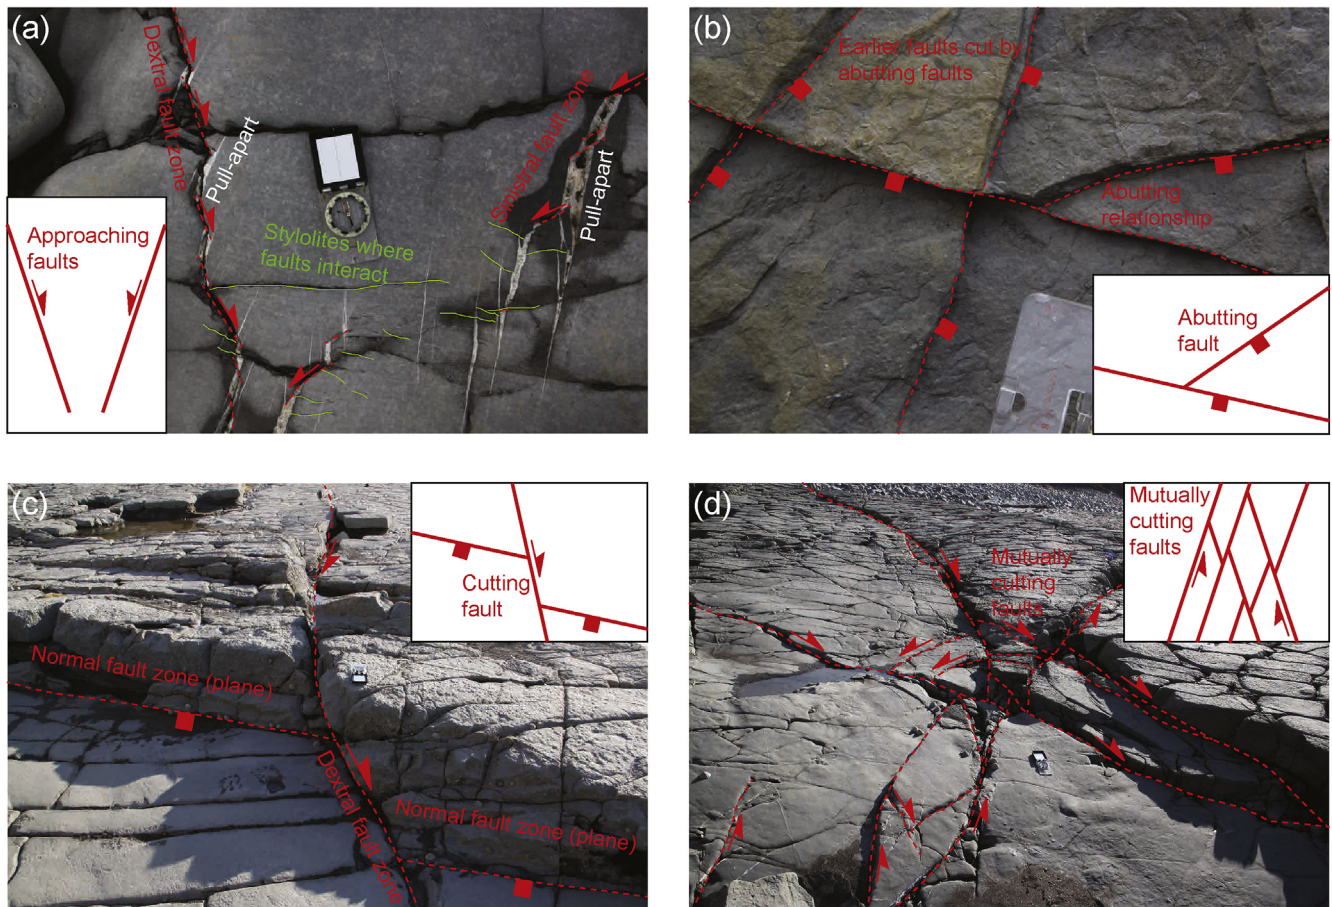 (a)
Dextral fault zone
Pull-apart
Sinistral fault zone
Pull-apart
Stylolites where
faults interact
Approaching
faults
(b)
Earlier faults cut by
abutting faults
Abutting
relationship
Abutting
fault
(c)
Cutting
fault
Normal fault zone (plane)
Dextral fault zone
Normal fault zone (plane)
(d)
Mutually
cutting
faults
Mutually
cutting
faults